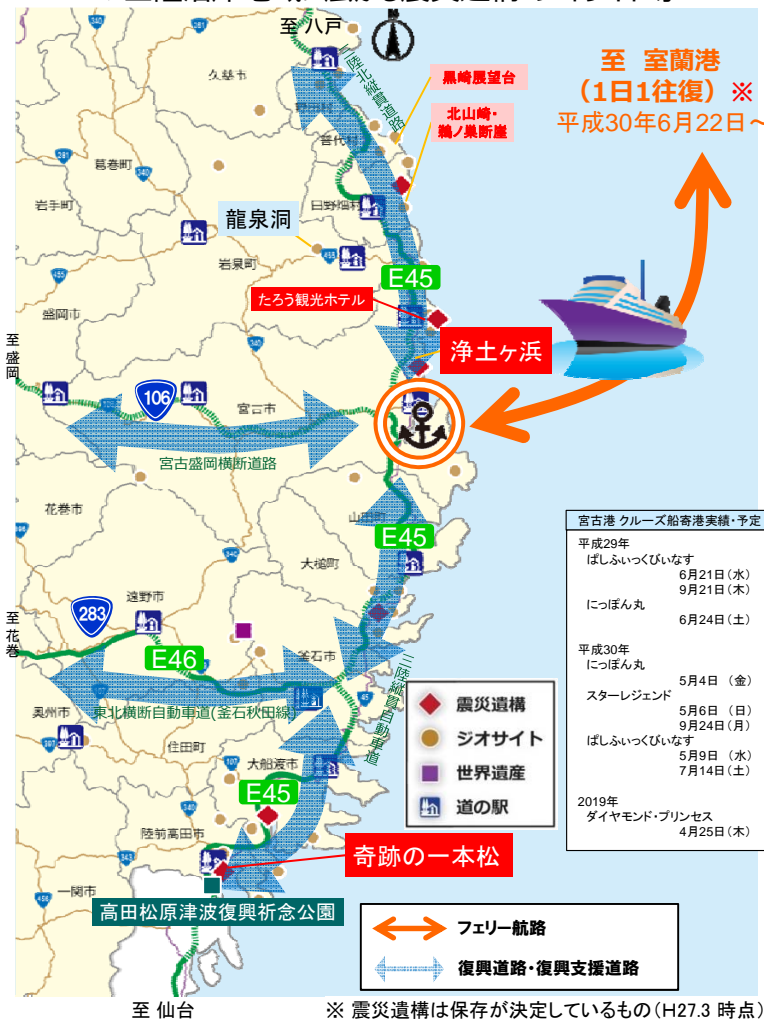 至 八戸
三陸北縦貫道路
久慈市
黒崎展望台
北山崎・
鵜ノ巣断崖
至 室蘭港
(1日1往復) ※
平成30年6月22日~
葛巻町
普代村
岩手町
田野畑村
龍泉洞
岩泉町
E45
たろう観光ホテル
盛岡市
至 盛岡
浄土ヶ浜
106
宮古市
宮古盛岡横断道路
花巻市
山田町
E45
大槌町
遠野市
283
至 花巻
E46
釜石市
三陸縦貫自動車道
東北横断自動車道(釜石秋田線)
奥州市
住田町
大船渡市
E45
陸前高田市
奇跡の一本松
一関市
高田松原津波復興祈念公園
宮古港 クルーズ船寄港実績・予定
平成29年
ぱしふぃっくびいなす
6月21日(水)
9月21日(木)
にっぽん丸
6月24日(土)
平成30年
にっぽん丸
5月4日 (金)
スターレジェンド
5月6日 (日)
9月24日(月)
ぱしふぃっくびいなす
5月9日 (水)
7月14日(土)
2019年
ダイヤモンド・プリンセス
4月25日(木)
震災遺構
ジオサイト
世界遺産
道の駅
フェリー航路
復興道路・復興支援道路
至 仙台
※ 震災遺構は保存が決定しているもの(H27.3 時点)